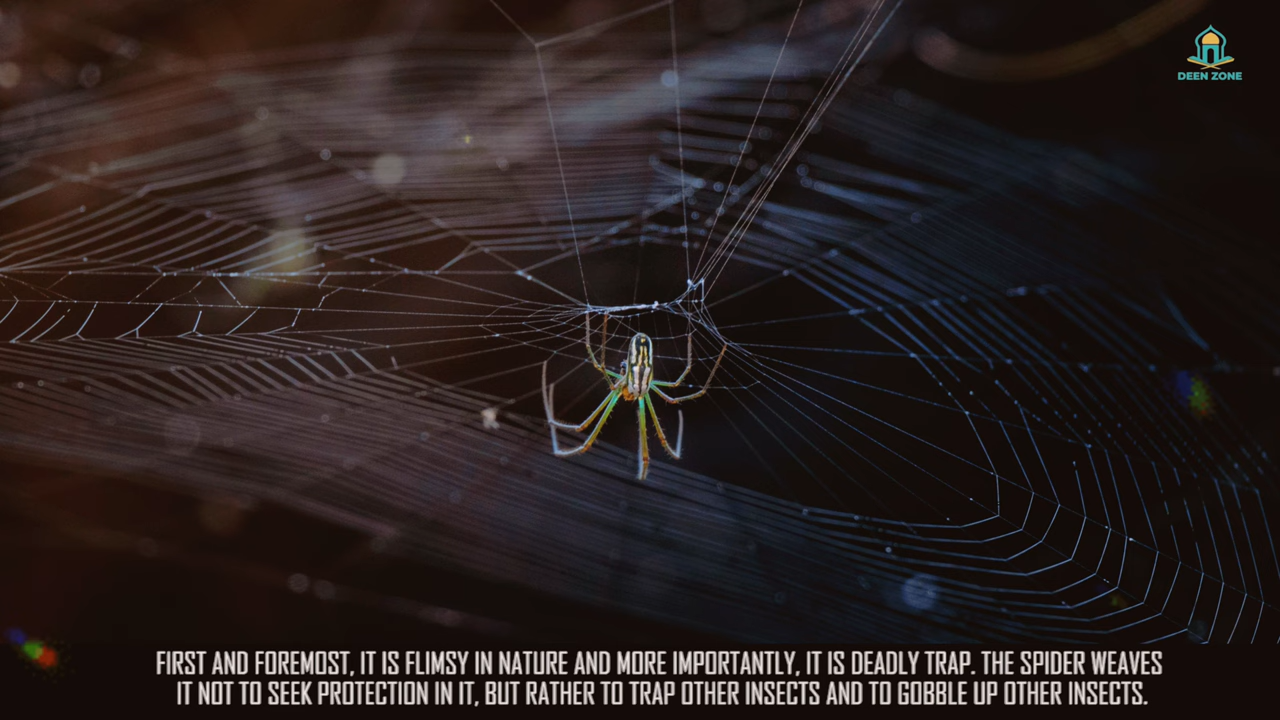 DEEN ZONE
FIRST AND FOREMOST, IT IS FLIMSY IN NATURE AND MORE IMPORTANTLY, IT IS DEADLY TRAP. THE SPIDER WEAVES
IT NOT TO SEEK PROTECTION IN IT, BUT RATHER TO TRAP OTHER INSECTS AND TO GOBBLE UP OTHER INSECTS.